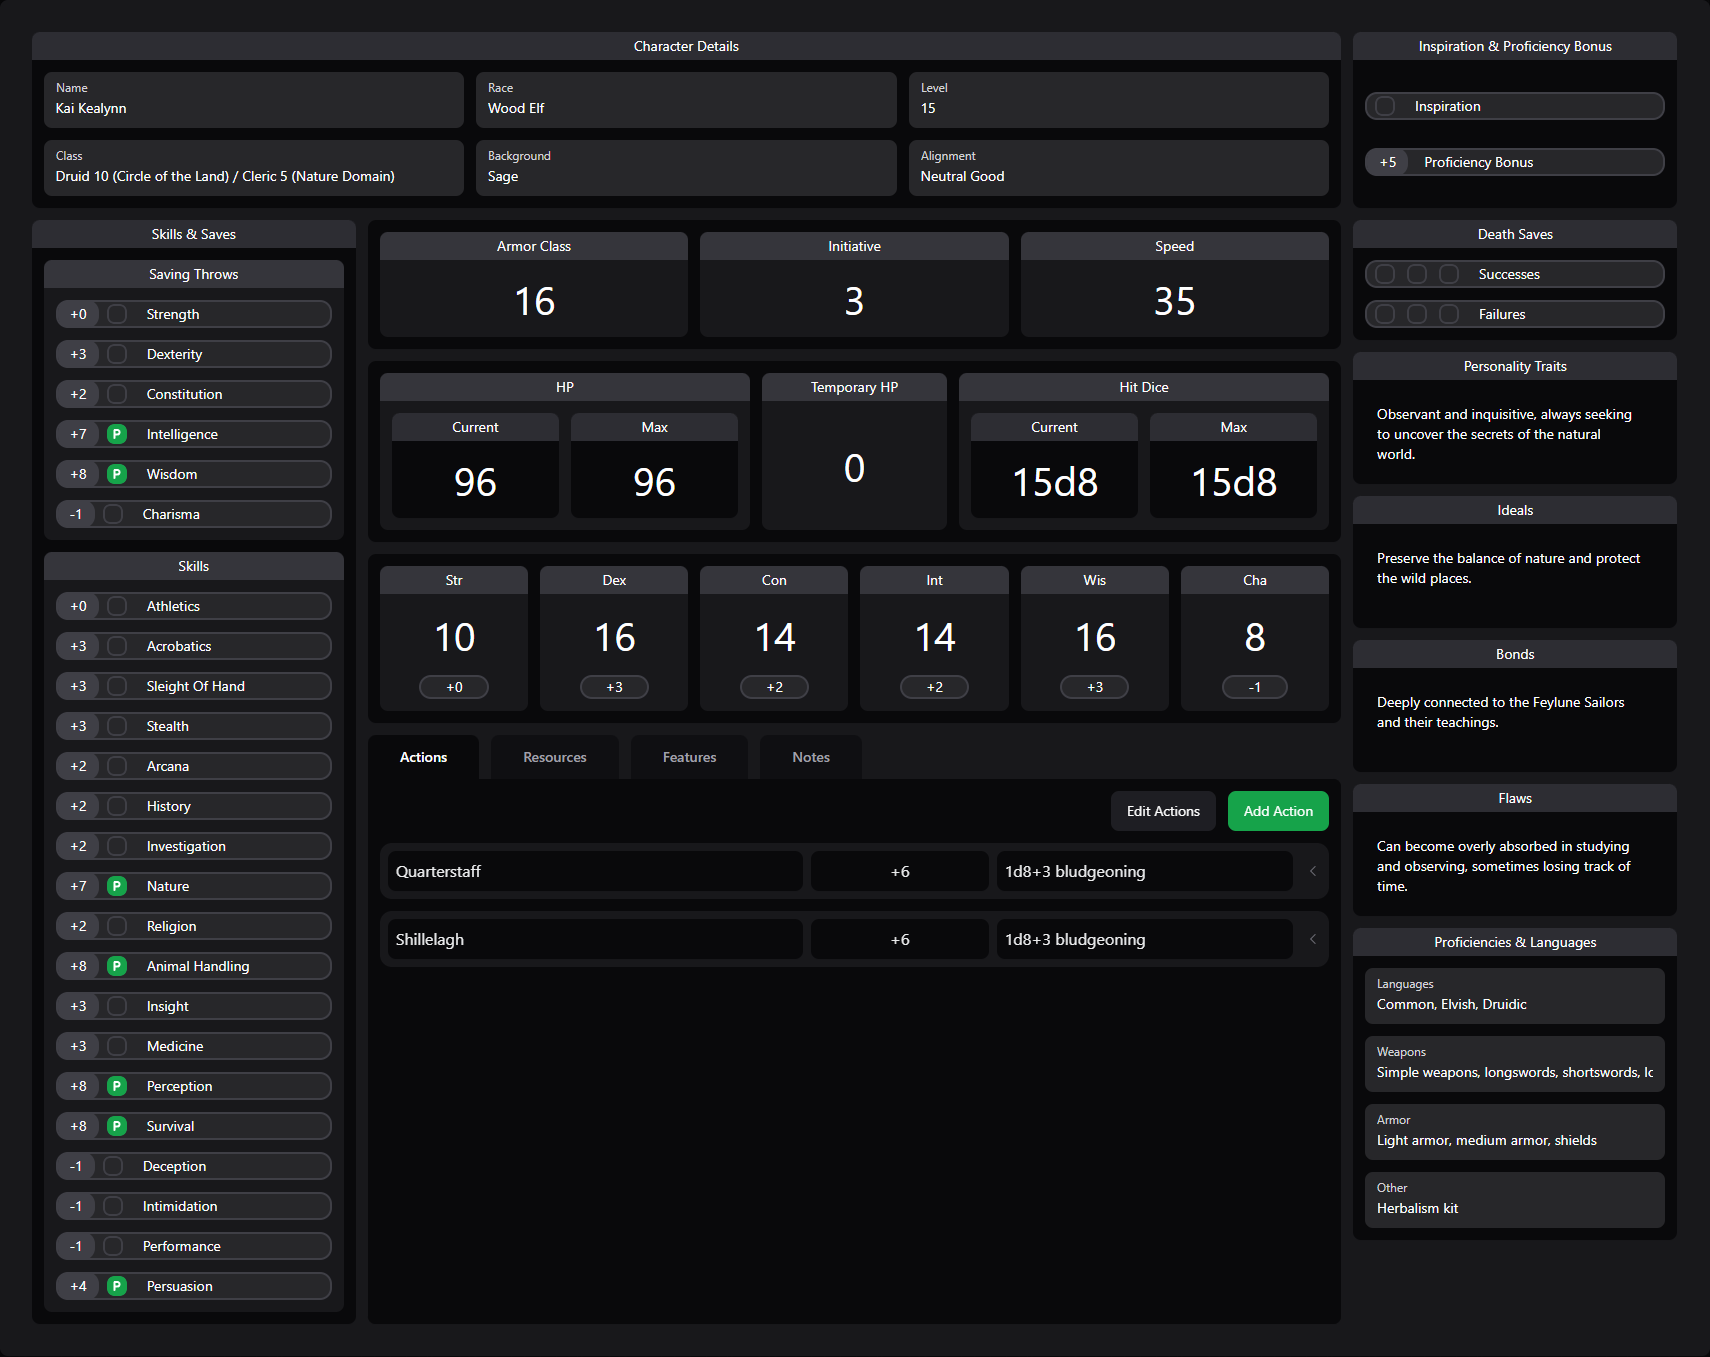 Character Details
Name
Kai Kealynn
Race
Wood Elf
Level
15
Class
Druid 10 (Circle of the Land) / Cleric 5 (Nature Domain)
Background
Sage
Alignment
Neutral Good
Inspiration & Proficiency Bonus
Inspiration
+5 Proficiency Bonus
Skills & Saves
Saving Throws
+0 Strength
+3 Dexterity
+2 Constitution
+7 P Intelligence
+8 P Wisdom
-1 Charisma
Skills
+0 Athletics
+3 Acrobatics
+3 Sleight Of Hand
+3 Stealth
+2 Arcana
+2 History
+2 Investigation
+7 P Nature
+2 Religion
+8 P Animal Handling
+3 Insight
+3 Medicine
+8 P Perception
+8 P Survival
-1 Deception
-1 Intimidation
-1 Performance
+4 P Persuasion
Armor Class
16
Initiative
3
Speed
35
HP
Current
96
Max
96
Temporary HP
0
Hit Dice
Current
15d8
Max
15d8
Str
10
+0
Dex
16
+3
Con
14
+2
Int
14
+2
Wis
16
+3
Cha
8
-1
Actions
Resources
Features
Notes
Edit Actions
Add Action
Quarterstaff +6 1d8+3 bludgeoning
Shillelagh +6 1d8+3 bludgeoning
Death Saves
Successes
Failures
Personality Traits
Observant and inquisitive, always seeking
to uncover the secrets of the natural
world.
Ideals
Preserve the balance of nature and protect
the wild places.
Bonds
Deeply connected to the Feylune Sailors
and their teachings.
Flaws
Can become overly absorbed in studying
and observing, sometimes losing track of
time.
Proficiencies & Languages
Languages
Common, Elvish, Druidic
Weapons
Simple weapons, longswords, shortswords,
Armor
Light armor, medium armor, shields
Other
Herbalism kit